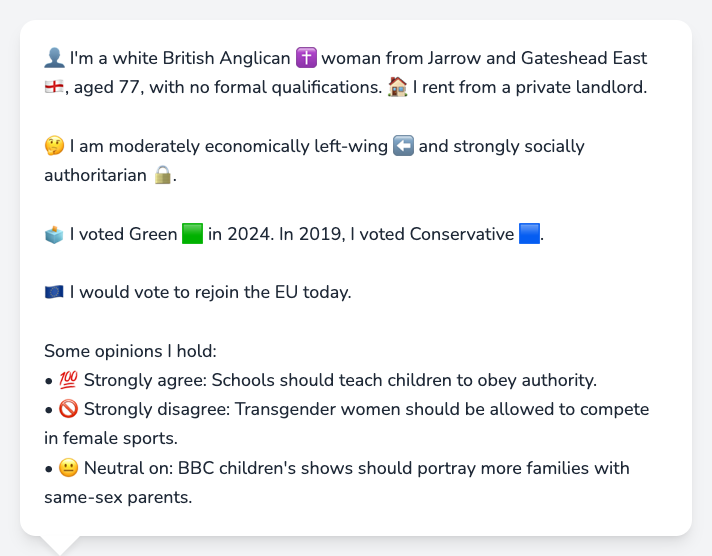 👤 I'm a white British Anglican ✝️ woman from Jarrow and Gateshead East
🏴󠁧󠁢󠁥󠁮󠁧󠁿, aged 77, with no formal qualifications. 🏠 I rent from a private landlord.
🤔 I am moderately economically left-wing ⬅️ and strongly socially
authoritarian 🔒.
🗳️ I voted Green 🟩 in 2024. In 2019, I voted Conservative 🟦.
🇪🇺 I would vote to rejoin the EU today.
Some opinions I hold:
• 💯 Strongly agree: Schools should teach children to obey authority.
• 🚫 Strongly disagree: Transgender women should be allowed to compete
in female sports.
• 😐 Neutral on: BBC children's shows should portray more families with
same-sex parents.